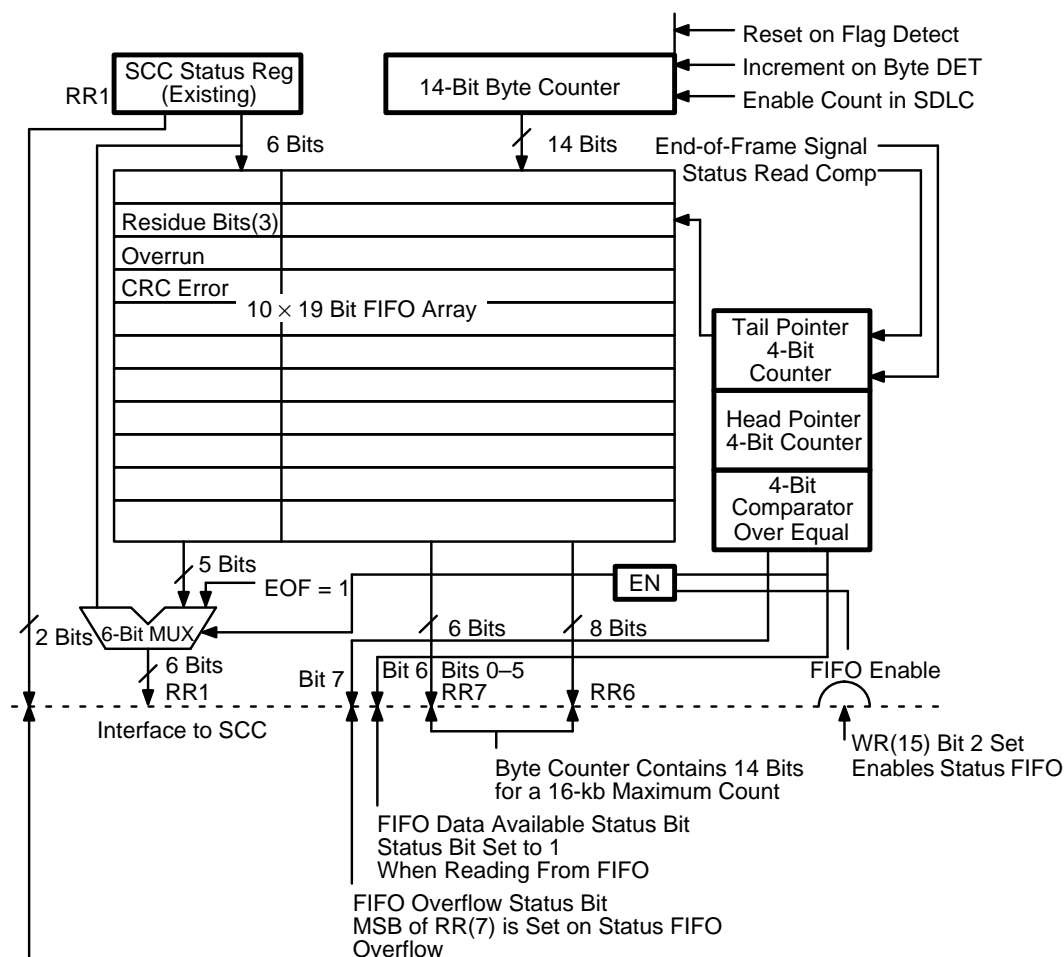 Reset on Flag Detect
SCC Status Reg
(Existing)
RR1
14-Bit Byte Counter
Increment on Byte DET
Enable Count in SDLC
6 Bits
14 Bits
End-of-Frame Signal
Status Read Comp
Residue Bits(3)
Overrun
CRC Error
10 × 19 Bit FIFO Array
Tail Pointer
4-Bit
Counter
Head Pointer
4-Bit Counter
4-Bit
Comparator
Over Equal
5 Bits
EOF = 1
EN
2 Bits
6-Bit MUX
6 Bits
8 Bits
6 Bits
RR1
Bit 7
Bit 6
Bits 0–5
RR7
RR6
FIFO Enable
Interface to SCC
WR(15) Bit 2 Set
Enables Status FIFO
Byte Counter Contains 14 Bits
for a 16-kb Maximum Count
FIFO Data Available Status Bit
Status Bit Set to 1
When Reading From FIFO
FIFO Overflow Status Bit
MSB of RR(7) is Set on Status FIFO
Overflow